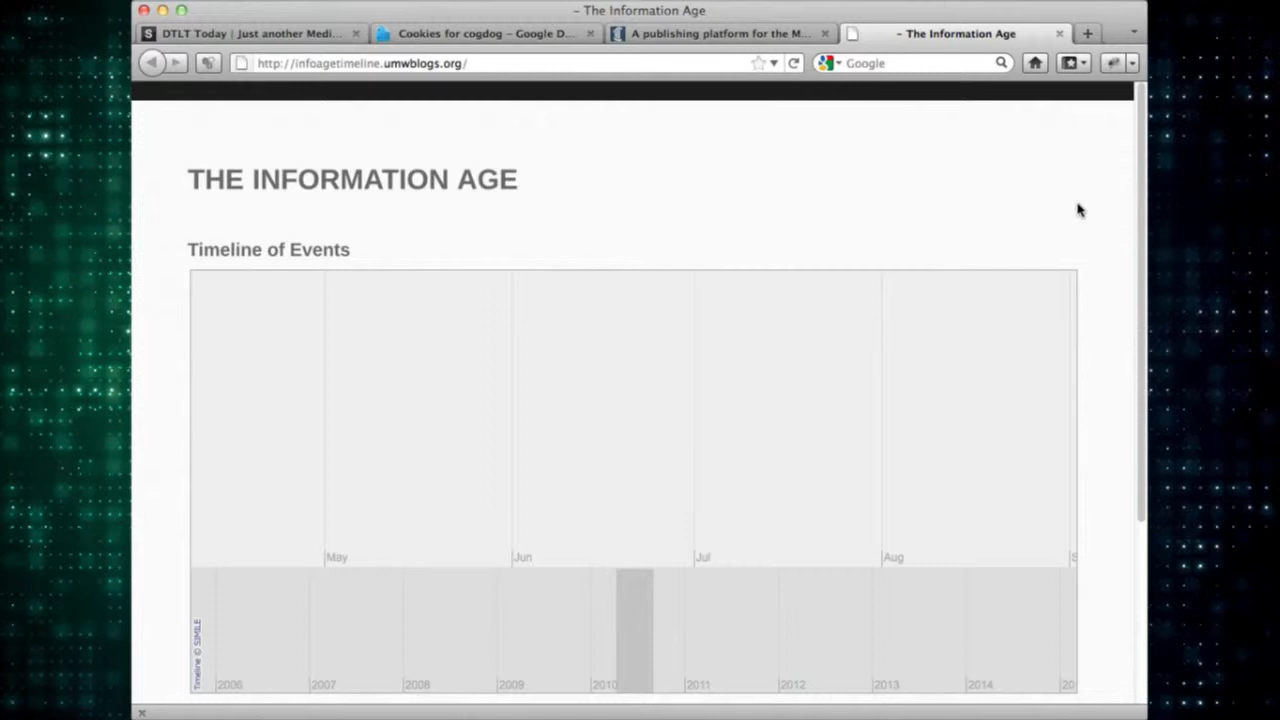 – The Information Age
DTLT Today | Just another Medi...
Cookies for cogdog – Google D...
A publishing platform for the M...
– The Information Age
http://infoagetimeline.umwblogs.org/
Google
THE INFORMATION AGE
Timeline of Events
May
Jun
Jul
Aug
S
Timeline © SIMILE
2006
2007
2008
2009
2010
2011
2012
2013
2014
20